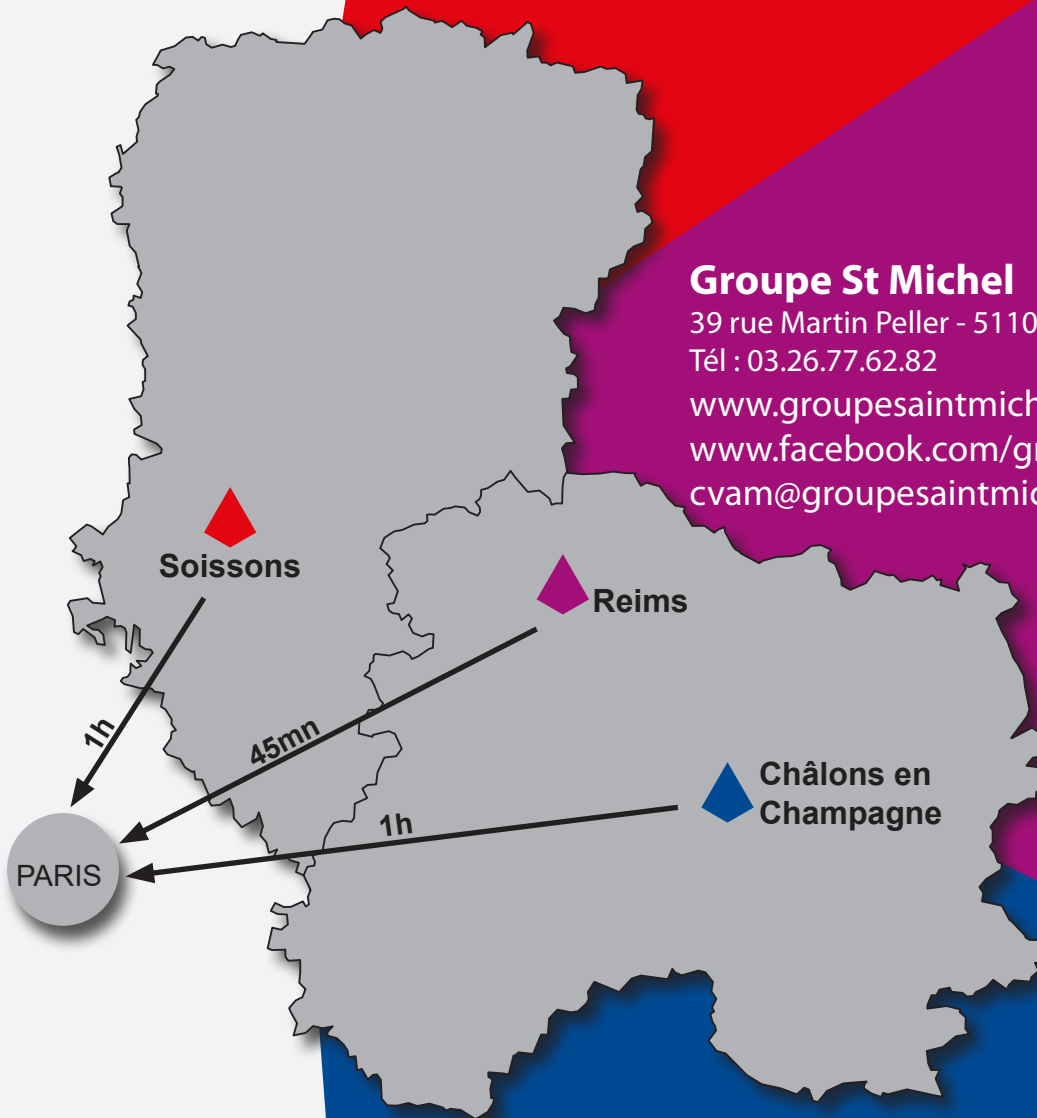 Groupe St Michel
39 rue Martin Peller - 5110
Tél : 03.26.77.62.82
www.groupesaintmich
www.facebook.com/gr
cvam@groupesaintmic
Soissons
Reims
1h
45mn
Châlons en
Champagne
1h
PARIS